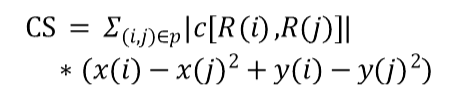 CS = Σ(i,j)∈p|c[R(i),R(j)]|
∗ (x(i) − x(j)² + y(i) − y(j)²)